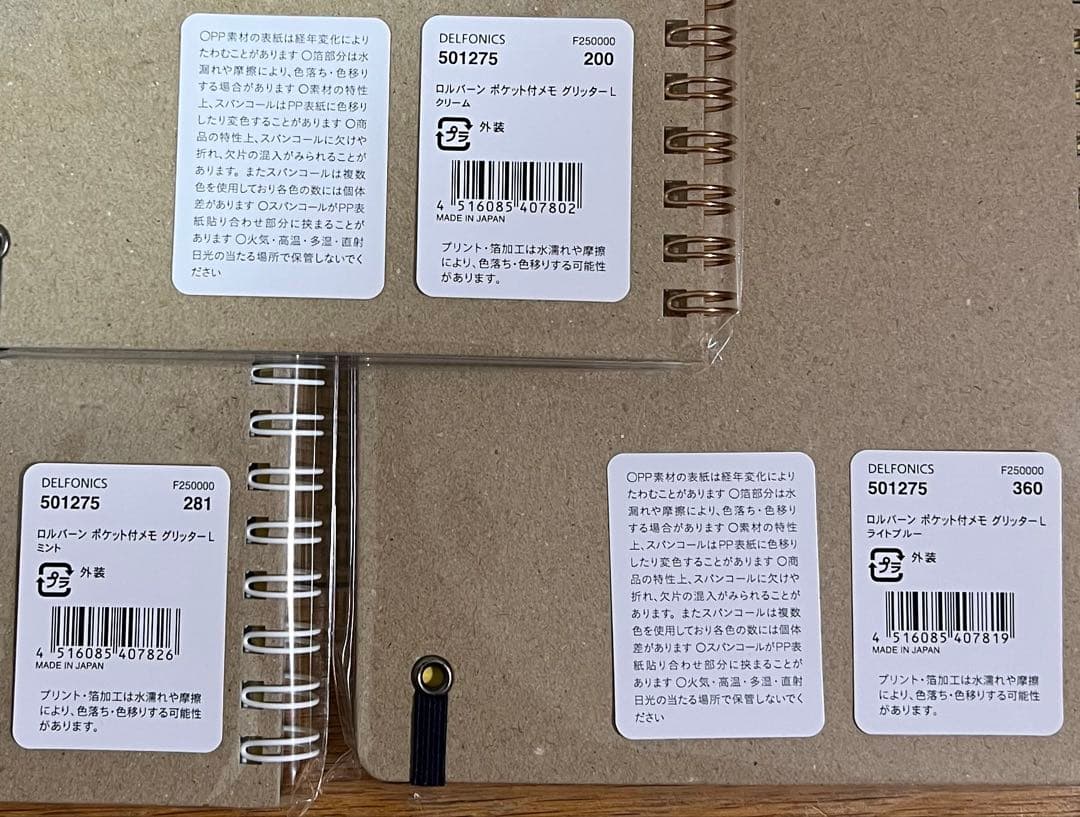 〇PP素材の表紙は経年変化により
たわむことがあります 〇箔部分は水
漏れや摩擦により、色落ち・色移り
する場合があります 〇素材の特性
上、スパンコールはPP表紙に色移り
したり変色することがあります 〇商
品の特性上、スパンコールに欠けや
折れ、欠片の混入がみられることが
あります。またスパンコールは複数
色を使用しており各色の数には個体
差があります 〇スパンコールがPP表
紙貼り合わせ部分に挟まることが
あります 〇火気・高温・多湿・直射
日光の当たる場所で保管しないでく
ださい
DELFONICS F250000
501275 200
ロルバーン ポケット付メモ グリッターL
クリーム
プラ 外装
4 516085 407802
MADE IN JAPAN
プリント・箔加工は水濡れや摩擦
により、色落ち・色移りする可能性
があります。
DELFONICS F250000
501275 281
ロルバーン ポケット付メモ グリッターL
ミント
プラ 外装
4 516085 407826
MADE IN JAPAN
プリント・箔加工は水濡れや摩擦
により、色落ち・色移りする可能性
があります。
〇PP素材の表紙は経年変化により
たわむことがあります 〇箔部分は水
漏れや摩擦により、色落ち・色移り
する場合があります 〇素材の特性
上、スパンコールはPP表紙に色移り
したり変色することがあります 〇商
品の特性上、スパンコールに欠けや
折れ、欠片の混入がみられることが
あります。またスパンコールは複数
色を使用しており各色の数には個体
差があります 〇スパンコールがPP表
紙貼り合わせ部分に挟まることが
あります 〇火気・高温・多湿・直射
日光の当たる場所で保管しないでく
ださい
DELFONICS F250000
501275 360
ロルバーン ポケット付メモ グリッターL
ライトブルー
プラ 外装
4 516085 407819
MADE IN JAPAN
プリント・箔加工は水濡れや摩擦
により、色落ち・色移りする可能性
があります。